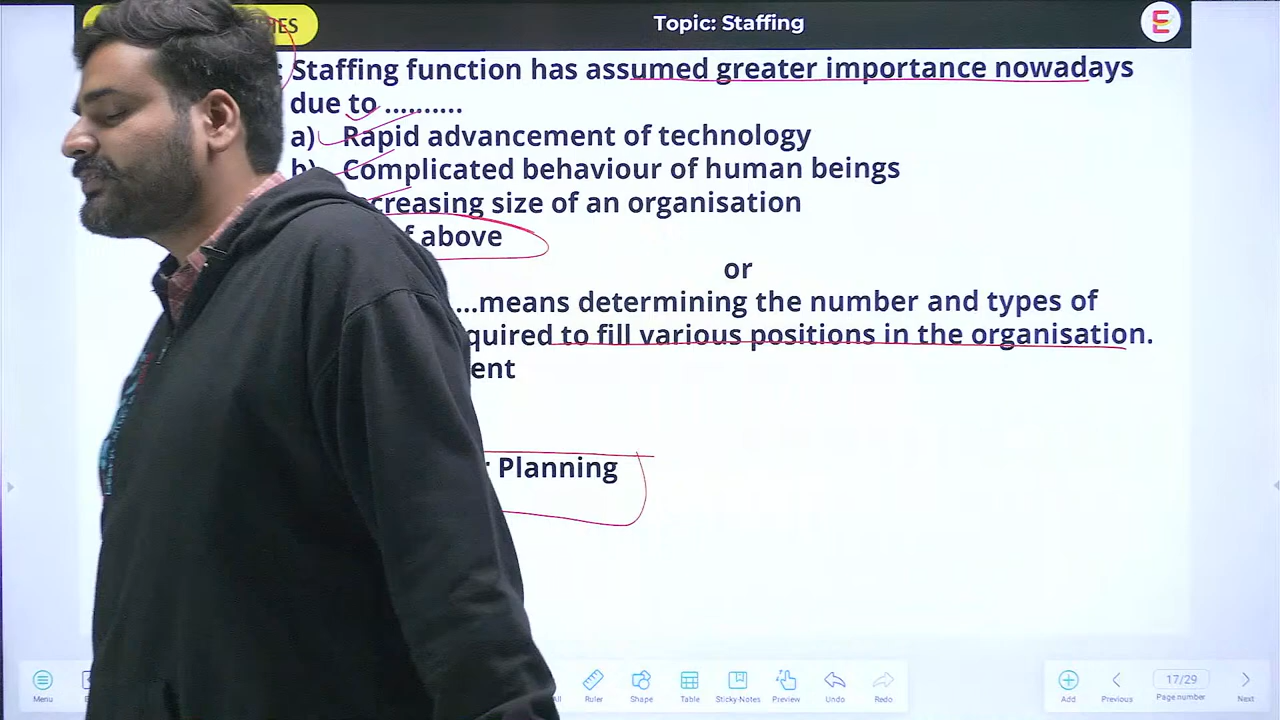 IES
Topic: Staffing
E
: Staffing function has assumed greater importance nowadays
due to ..........
a) Rapid advancement of technology
b) Complicated behaviour of human beings
creasing size of an organisation
f above
or
...means determining the number and types of
quired to fill various positions in the organisation.
ent
Planning
Menu
Ruler
Shape
Table
Sticky-Notes
Preview
Undo
Redo
Add
Previous
17/29
Page number
Next